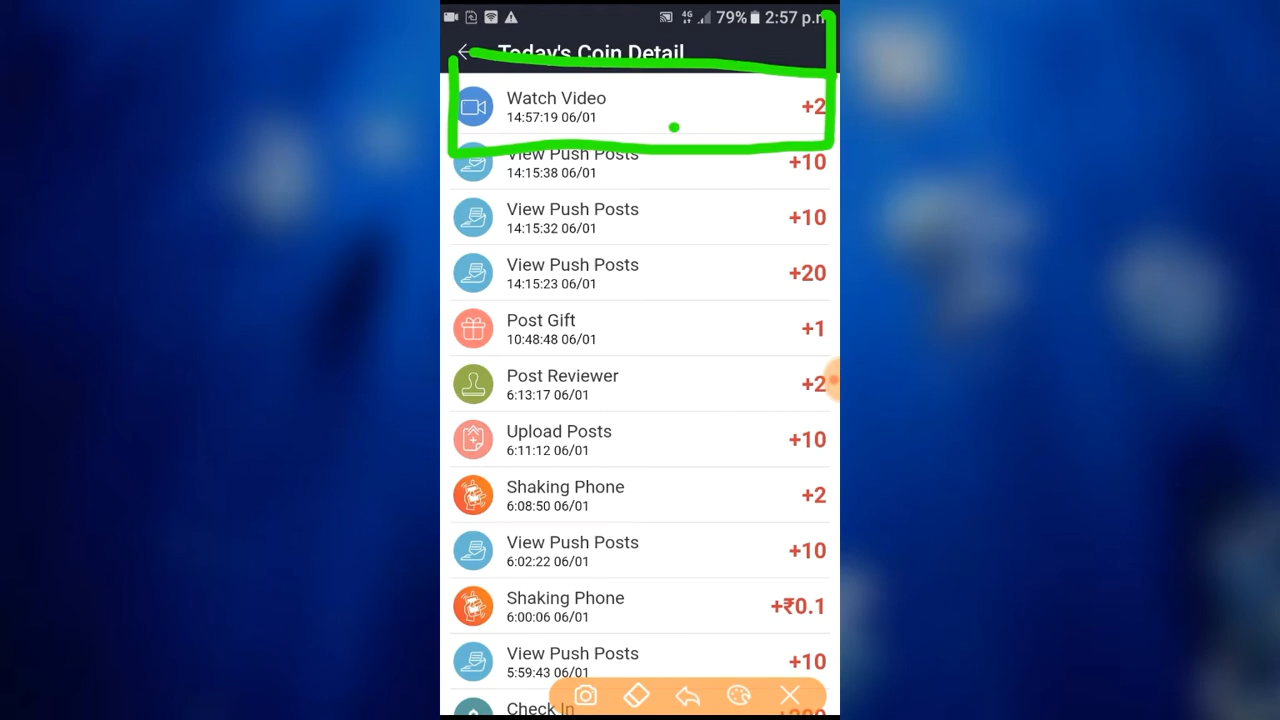 4G 79% 2:57 p.m
Today's Coin Detail
Watch Video
14:57:19 06/01
+2
View Push Posts
14:15:38 06/01
+10
View Push Posts
14:15:32 06/01
+10
View Push Posts
14:15:23 06/01
+20
Post Gift
10:48:48 06/01
+1
Post Reviewer
6:13:17 06/01
+2
Upload Posts
6:11:12 06/01
+10
Shaking Phone
6:08:50 06/01
+2
View Push Posts
6:02:22 06/01
+10
Shaking Phone
6:00:06 06/01
+₹0.1
View Push Posts
5:59:43 06/01
+10
Check In